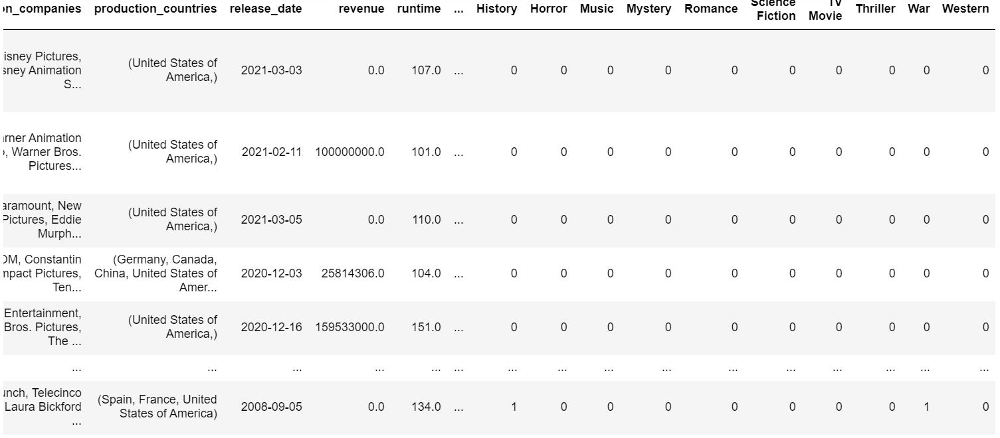 n_companies production_countries release_date revenue runtime ... History Horror Music Mystery Romance Science Fiction TV Movie Thriller War Western
isney Pictures,
sney Animation
S... (United States of
America,) 2021-03-03 0.0 107.0 ... 0 0 0 0 0 0 0 0 0 0
rner Animation
, Warner Bros.
Pictures... (United States of
America,) 2021-02-11 100000000.0 101.0 ... 0 0 0 0 0 0 0 0 0 0
aramount, New
Pictures, Eddie
Murph... (United States of
America,) 2021-03-05 0.0 110.0 ... 0 0 0 0 0 0 0 0 0 0
OM, Constantin
mpact Pictures,
Ten... (Germany, Canada,
China, United States of
Amer... 2020-12-03 25814306.0 104.0 ... 0 0 0 0 0 0 0 0 0 0
Entertainment,
Bros. Pictures,
The ... (United States of
America,) 2020-12-16 159533000.0 151.0 ... 0 0 0 0 0 0 0 0 0 0
... ... ... ... ... ... ... ... ... ... ... ... ... ... ... ...
unch, Telecinco
Laura Bickford
... (Spain, France, United
States of America) 2008-09-05 0.0 134.0 ... 1 0 0 0 0 0 0 0 1 0